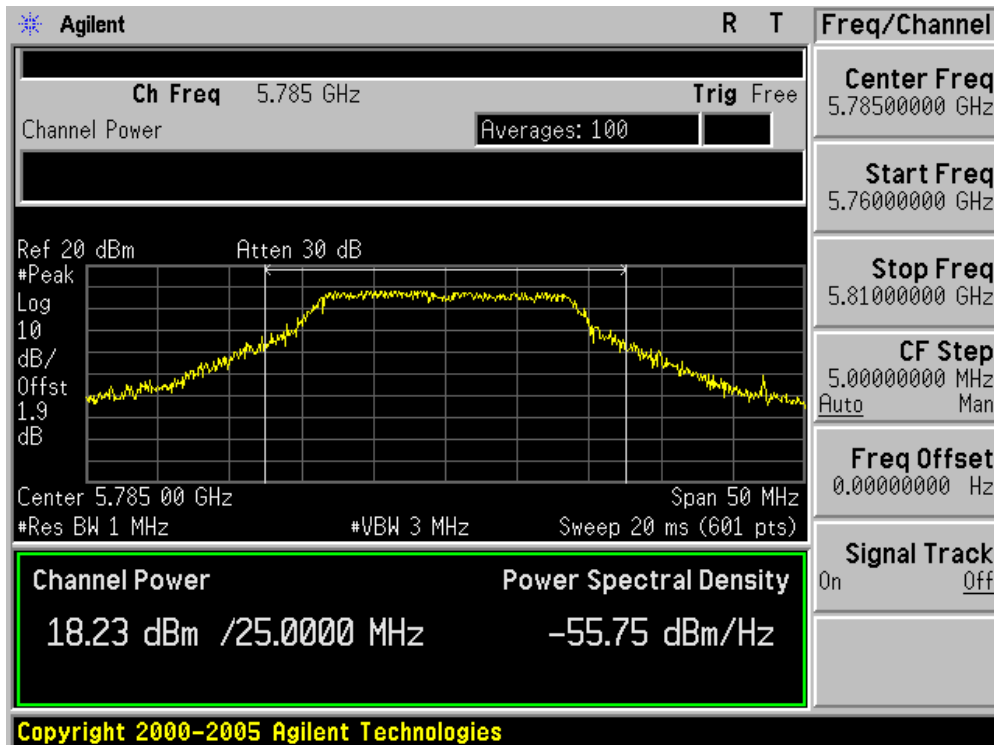 Agilent
R T
Freq/Channel
Ch Freq 5.785 GHz
Trig Free
Channel Power
Averages: 100
Ref 20 dBm
Atten 30 dB
#Peak
Log
10
dB/
Offst
1.9
dB
Center 5.785 00 GHz
Span 50 MHz
#Res BW 1 MHz
#VBW 3 MHz
Sweep 20 ms (601 pts)
Channel Power
Power Spectral Density
18.23 dBm /25.0000 MHz
-55.75 dBm/Hz
Center Freq
5.78500000 GHz
Start Freq
5.76000000 GHz
Stop Freq
5.81000000 GHz
CF Step
5.00000000 MHz
Auto Man
Freq Offset
0.00000000 Hz
Signal Track
On Off
Copyright 2000-2005 Agilent Technologies